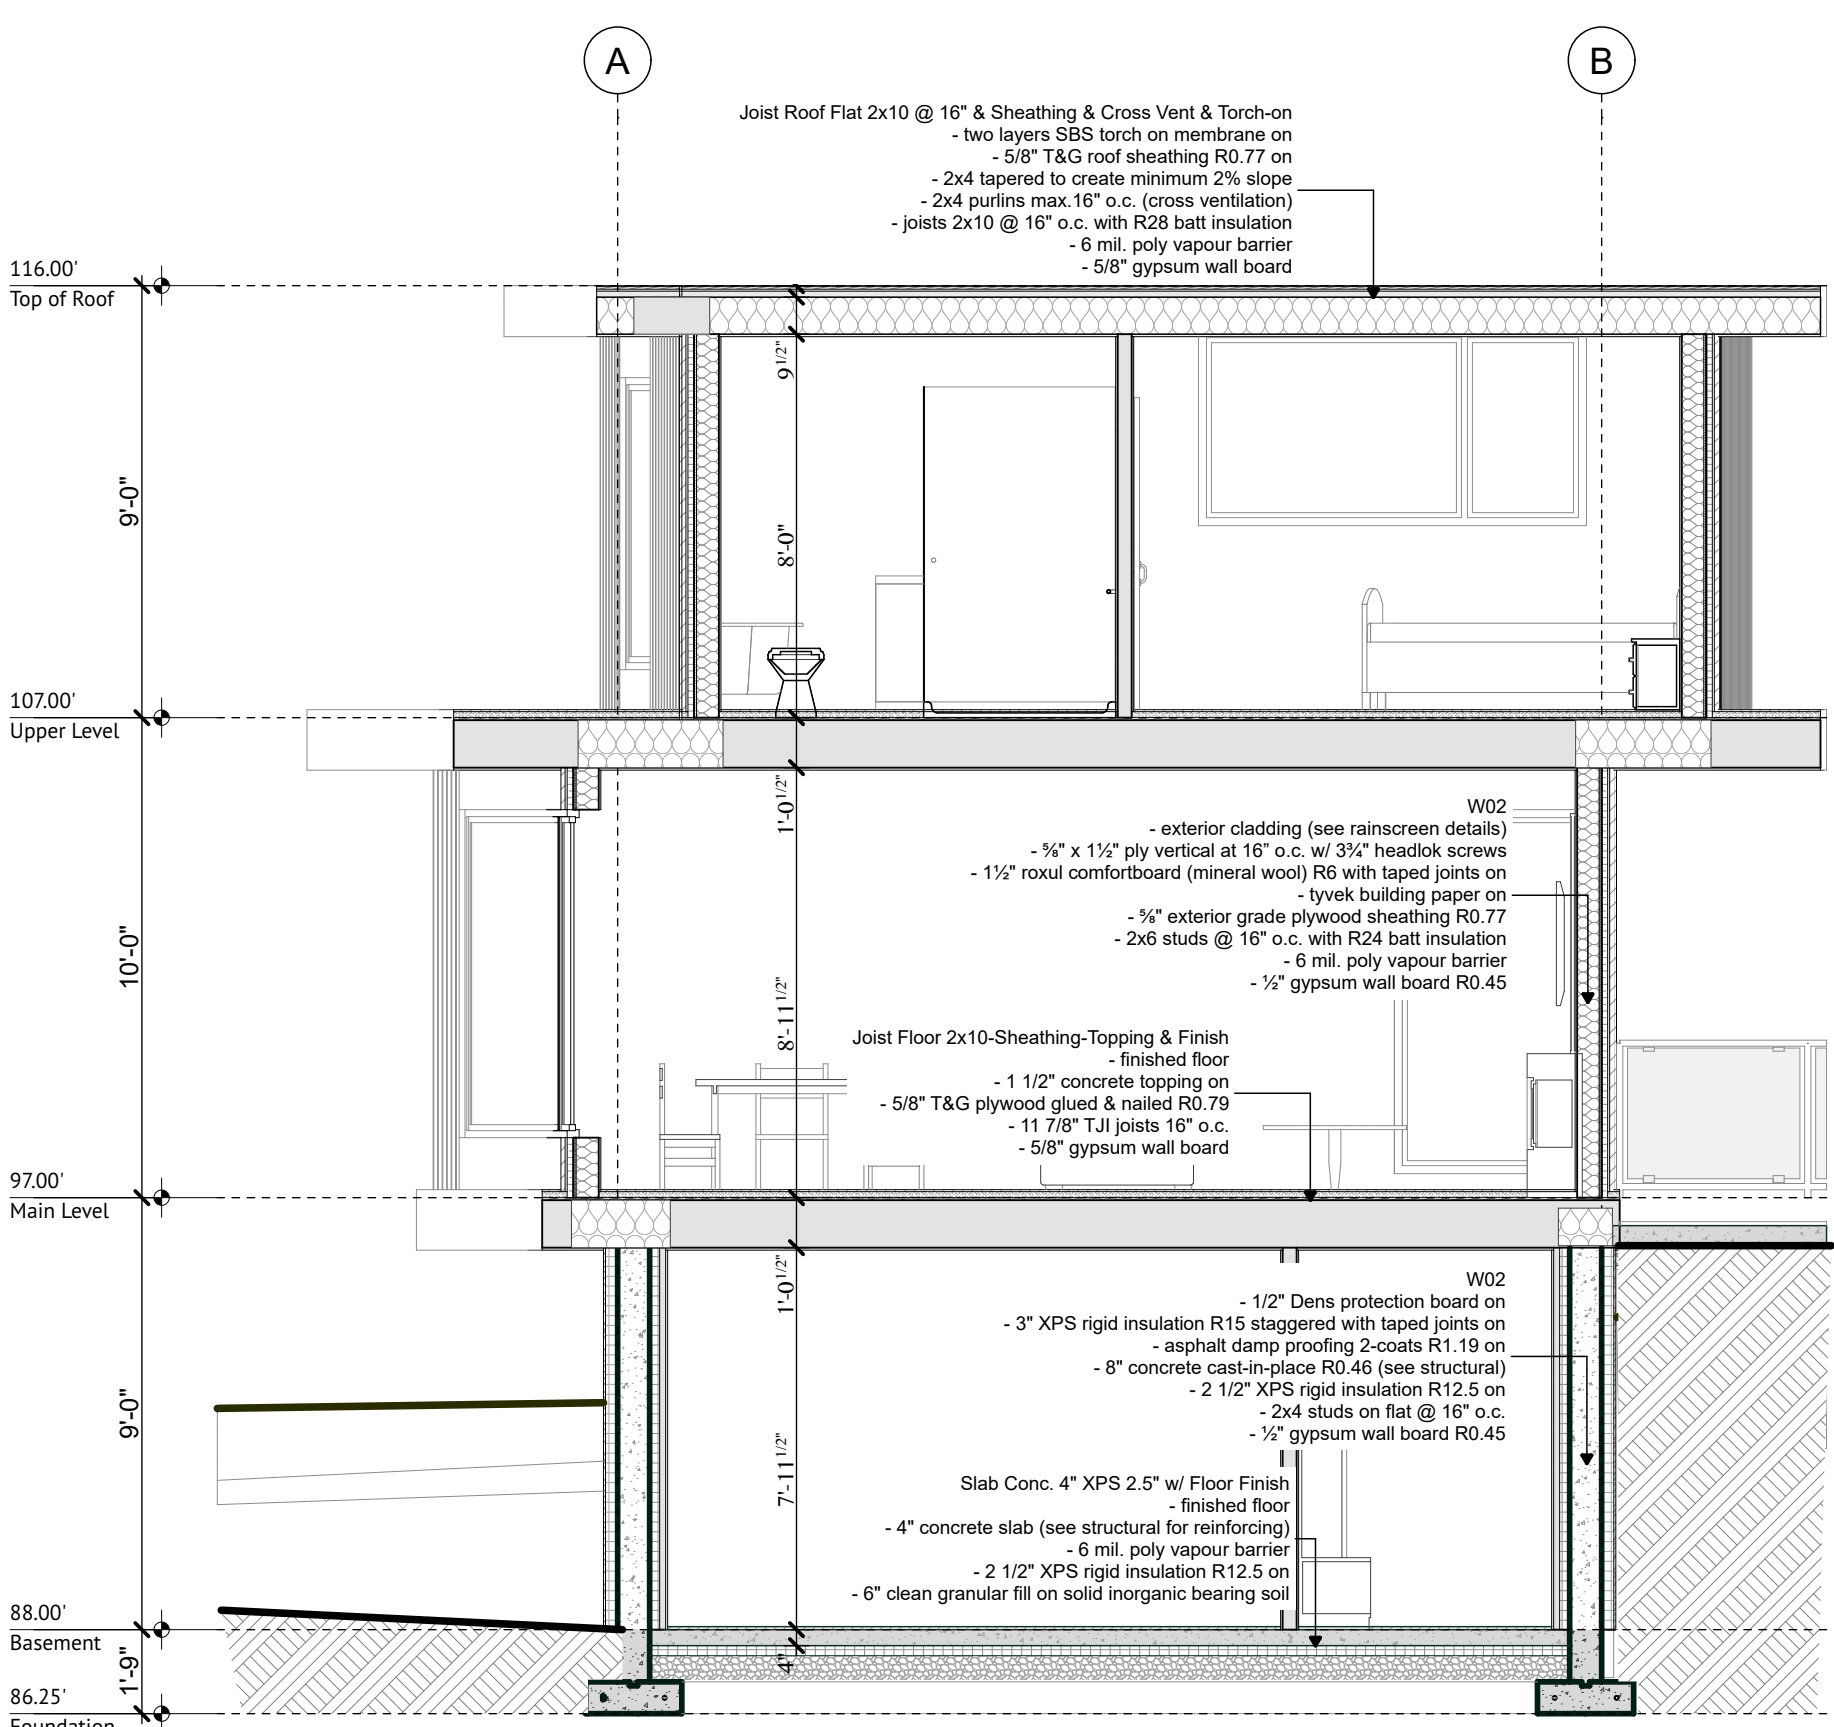 A
B
Joist Roof Flat 2x10 @ 16" & Sheathing & Cross Vent & Torch-on
- two layers SBS torch on membrane on
- 5/8" T&G roof sheathing R0.77 on
- 2x4 tapered to create minimum 2% slope
- 2x4 purlins max.16" o.c. (cross ventilation)
- joists 2x10 @ 16" o.c. with R28 batt insulation
- 6 mil. poly vapour barrier
- 5/8" gypsum wall board
116.00'
Top of Roof
9 1/2"
9'-0"
8'-0"
107.00'
Upper Level
1'-0 1/2"
W02
- exterior cladding (see rainscreen details)
- ⅝" x 1½" ply vertical at 16” o.c. w/ 3¾" headlok screws
- 1½" roxul comfortboard (mineral wool) R6 with taped joints on
- tyvek building paper on
- ⅝" exterior grade plywood sheathing R0.77
- 2x6 studs @ 16" o.c. with R24 batt insulation
- 6 mil. poly vapour barrier
- ½" gypsum wall board R0.45
10'-0"
8'-11 1/2"
Joist Floor 2x10-Sheathing-Topping & Finish
- finished floor
- 1 1/2" concrete topping on
- 5/8" T&G plywood glued & nailed R0.79
- 11 7/8" TJI joists 16" o.c.
- 5/8" gypsum wall board
97.00'
Main Level
1'-0 1/2"
W02
- 1/2" Dens protection board on
- 3" XPS rigid insulation R15 staggered with taped joints on
- asphalt damp proofing 2-coats R1.19 on
- 8" concrete cast-in-place R0.46 (see structural)
- 2 1/2" XPS rigid insulation R12.5 on
- 2x4 studs on flat @ 16" o.c.
- ½" gypsum wall board R0.45
9'-0"
7'-11 1/2"
Slab Conc. 4" XPS 2.5" w/ Floor Finish
- finished floor
- 4" concrete slab (see structural for reinforcing)
- 6 mil. poly vapour barrier
- 2 1/2" XPS rigid insulation R12.5 on
- 6" clean granular fill on solid inorganic bearing soil
88.00'
Basement
4"
1'-9"
86.25'
Foundation